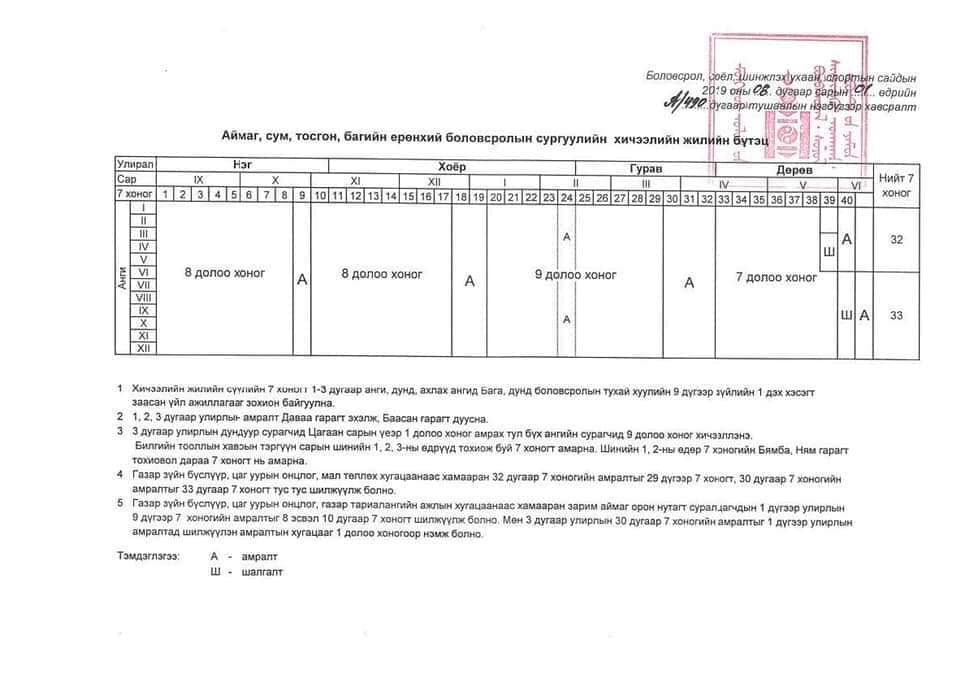 Боловсрол, соёл, шинжлэх ухаан, спортын сайдын
2019 оны 08.. дугаар сарын ..01... өдрийн
А/490 ..дугаар тушаалын нэгдүгээр хавсралт
Аймаг, сум, тосгон, багийн ерөнхий боловсролын сургуулийн хичээлийн жилийн бүтэц
Улирал Нэг Хоёр Гурав Дөрөв Нийт 7 хоног
Сар IX X XI XII I II III IV V VI
7 хоног 1 2 3 4 5 6 7 8 9 10 11 12 13 14 15 16 17 18 19 20 21 22 23 24 25 26 27 28 29 30 31 32 33 34 35 36 37 38 39 40
Анги
I
II
III А А 32
IV Ш
V
VI 8 долоо хоног А 8 долоо хоног А 9 долоо хоног А 7 долоо хоног
VII
VIII
IX Ш А 33
X А
XI
XII
1 Хичээлийн жилийн сүүлийн 7 хоногт 1-3 дугаар анги, дунд, ахлах ангид Бага, дунд боловсролын тухай хуулийн 9 дүгээр зүйлийн 1 дэх хэсэгт
заасан үйл ажиллагааг зохион байгуулна.
2 1, 2, 3 дугаар улирлын амралт Даваа гарагт эхэлж, Баасан гарагт дуусна.
3 3 дугаар улирлын дундуур сурагчид Цагаан сарын үеэр 1 долоо хоног амрах тул бүх ангийн сурагчид 9 долоо хоног хичээллэнэ.
Билгийн тооллын хаврын тэргүүн сарын шинийн 1, 2, 3-ны өдрүүд тохиож буй 7 хоногт амарна. Шинийн 1, 2-ны өдөр 7 хоногийн Бямба, Ням гарагт
тохиовол дараа 7 хоногт нь амарна.
4 Газар зүйн бүслүүр, цаг уурын онцлог, мал төллөх хугацаанаас хамааран 32 дугаар 7 хоногийн амралтыг 29 дүгээр 7 хоногт, 30 дугаар 7 хоногийн
амралтыг 33 дугаар 7 хоногт тус тус шилжүүлж болно.
5 Газар зүйн бүслүүр, цаг уурын онцлог, газар тариалангийн ажлын хугацаанаас хамааран зарим аймаг орон нутагт суралцагчдын 1 дүгээр улирлын
9 дүгээр 7 хоногийн амралтыг 8 эсвэл 10 дугаар 7 хоногт шилжүүлж болно. Мөн 3 дугаар улирлын 30 дугаар 7 хоногийн амралтыг 1 дүгээр улирлын
амралтад шилжүүлэн амралтын хугацааг 1 долоо хоногоор нэмж болно.
Тэмдэглэгээ: А - амралт
Ш - шалгалт